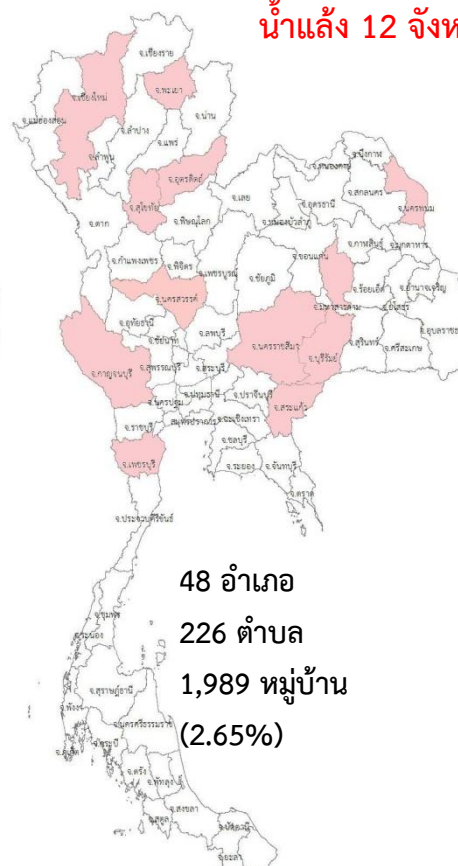 น้ำแล้ง 12 จังห
จ.เชียงราย
จ.เชียงใหม่
จ.พะเยา
จ.แม่ฮ่องสอน
จ.น่าน
จ.ลำปาง
จ.แพร่
จ.ลำพูน
จ.อุตรดิตถ์
จ.สุโขทัย
จ.ตาก
จ.พิษณุโลก
จ.เลย
จ.หนองบัวลำภู
จ.อุดรธานี
จ.บึงกาฬ
จ.สกลนคร
จ.นครพนม
จ.กำแพงเพชร
จ.พิจิตร
จ.เพชรบูรณ์
จ.ชัยภูมิ
จ.ขอนแก่น
จ.กาฬสินธุ์
จ.มุกดาหาร
จ.นครสวรรค์
จ.มหาสารคาม
จ.ร้อยเอ็ด
จ.อำนาจเจริญ
จ.ยโสธร
จ.อุบลราชธ
จ.อุทัยธานี
จ.ชัยนาท
จ.ลพบุรี
จ.นครราชสีมา
จ.บุรีรัมย์
จ.สุรินทร์
จ.ศรีสะเกษ
จ.กาญจนบุรี
จ.สุพรรณบุรี
จ.สระบุรี
จ.นครปฐม
จ.ปทุมธานี
จ.ปราจีนบุรี
จ.สระแก้ว
จ.ราชบุรี
จ.ฉะเชิงเทรา
จ.ชลบุรี
จ.เพชรบุรี
จ.ระยอง
จ.จันทบุรี
จ.ตราด
จ.ประจวบคีรีขันธ์
48 อำเภอ
226 ตำบล
1,989 หมู่บ้าน
(2.65%)
จ.ชุมพร
จ.ระนอง
จ.สุราษฎร์ธานี
จ.พังงา
จ.นครศรีธรรมราช
จ.ภูเก็ต
จ.กระบี่
จ.ตรัง
จ.พัทลุง
จ.สตูล
จ.สงขลา
จ.ปัตตานี
จ.ยะลา